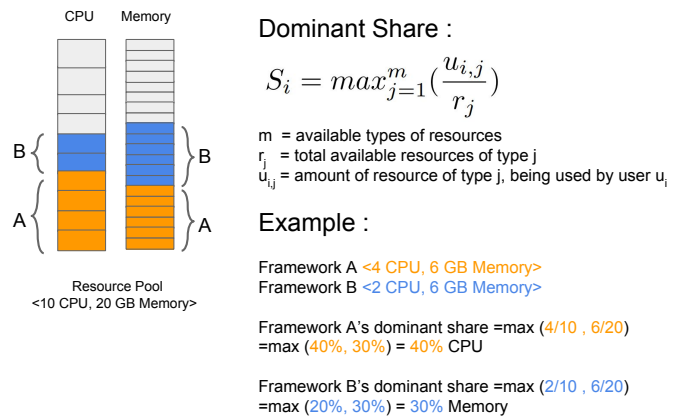 CPU Memory
B
B
A
A
Resource Pool
<10 CPU, 20 GB Memory>
Dominant Share :
S_i = max_{j=1}^{m}(\frac{u_{i,j}}{r_j})
m = available types of resources
r_j = total available resources of type j
u_{i,j} = amount of resource of type j, being used by user u_i
Example :
Framework A <4 CPU, 6 GB Memory>
Framework B <2 CPU, 6 GB Memory>
Framework A's dominant share =max (4/10 , 6/20)
=max (40%, 30%) = 40% CPU
Framework B's dominant share =max (2/10 , 6/20)
=max (20%, 30%) = 30% Memory